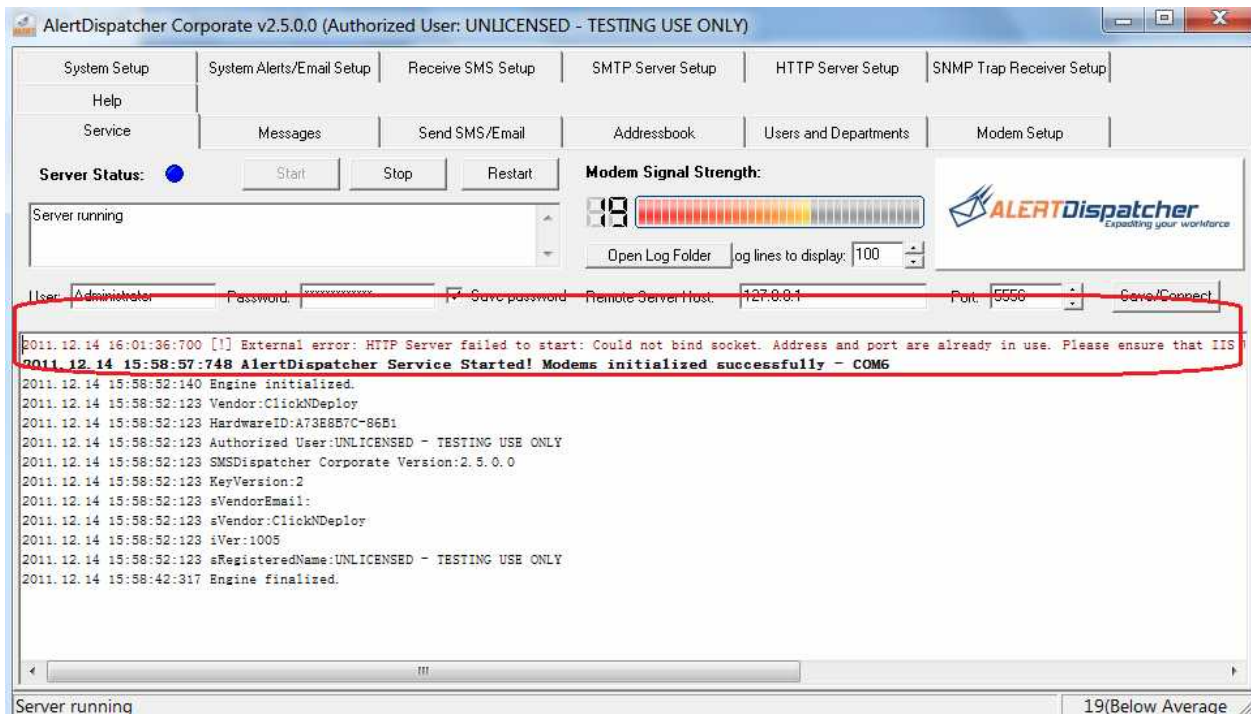 AlertDispatcher Corporate v2.5.0.0 (Authorized User: UNLICENSED - TESTING USE ONLY)
System Setup
System Alerts/Email Setup
Receive SMS Setup
SMTP Server Setup
HTTP Server Setup
SNMP Trap Receiver Setup
Help
Service
Messages
Send SMS/Email
Addressbook
Users and Departments
Modem Setup
Server Status:
Start
Stop
Restart
Modem Signal Strength:
Server running
19
ALERTDispatcher
Expediting your workforce
Open Log Folder
og lines to display:
100
User:
Administrator
Password:
Save password
Remote Server Host:
127.0.0.1
Port:
5556
Save/Connect
2011.12.14 16:01:36:700 [!] External error: HTTP Server failed to start: Could not bind socket. Address and port are already in use. Please ensure that IIS
2011.12.14 15:58:57:748 AlertDispatcher Service Started! Modems initialized successfully - COM6
2011.12.14 15:58:52:140 Engine initialized.
2011.12.14 15:58:52:123 Vendor:ClickNDeploy
2011.12.14 15:58:52:123 HardwareID:A73E8B7C-86B1
2011.12.14 15:58:52:123 Authorized User:UNLICENSED - TESTING USE ONLY
2011.12.14 15:58:52:123 SMSDispatcher Corporate Version:2.5.0.0
2011.12.14 15:58:52:123 KeyVersion:2
2011.12.14 15:58:52:123 sVendorEmail:
2011.12.14 15:58:52:123 sVendor:ClickNDeploy
2011.12.14 15:58:52:123 iVer:1005
2011.12.14 15:58:52:123 sRegisteredName:UNLICENSED - TESTING USE ONLY
2011.12.14 15:58:42:317 Engine finalized.
Server running
19(Below Average